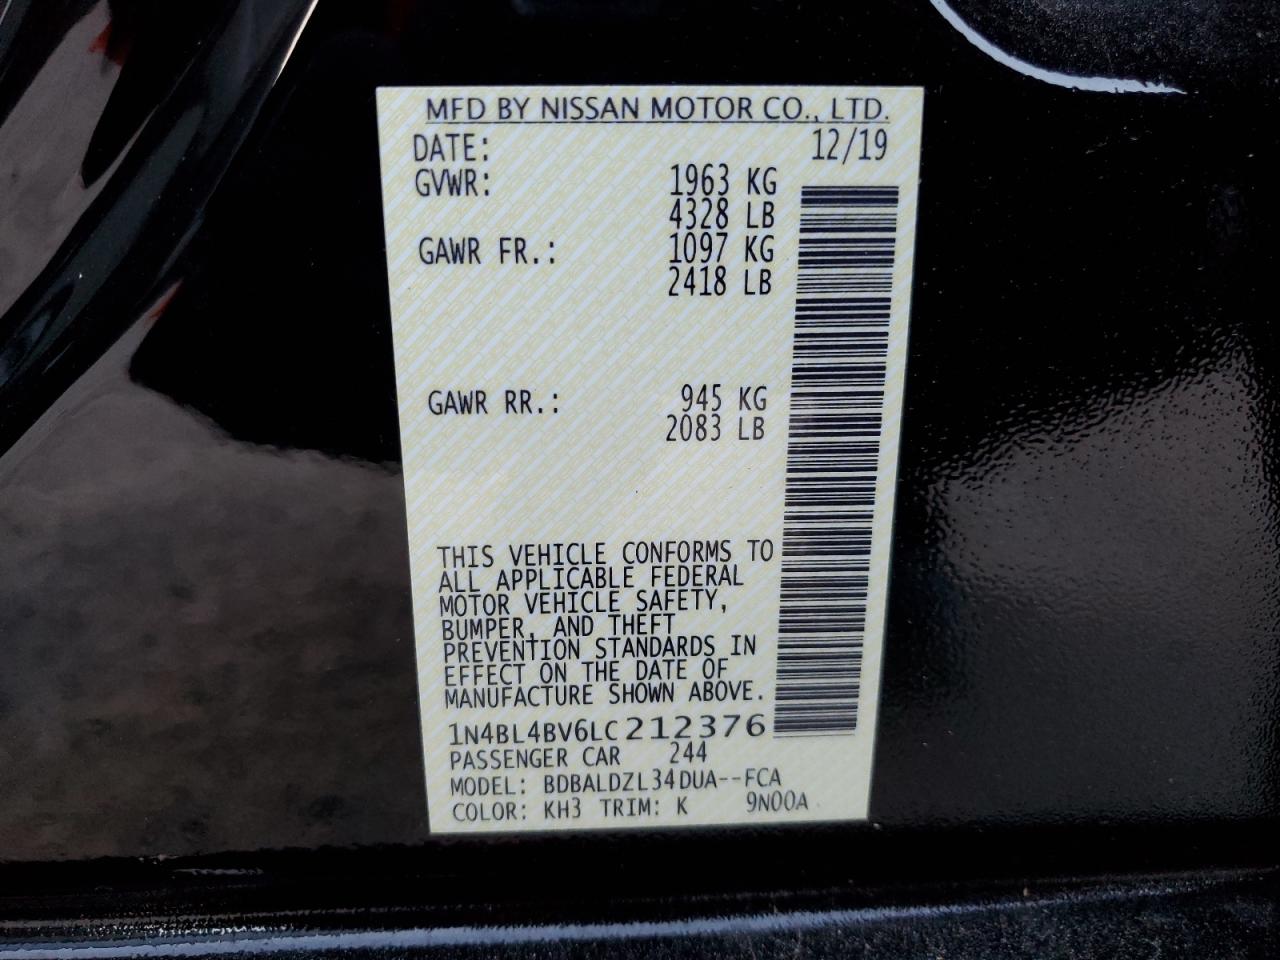 MFD BY NISSAN MOTOR CO., LTD.
DATE: 12/19
GVWR: 1963 KG
4328 LB
GAWR FR.: 1097 KG
2418 LB
GAWR RR.: 945 KG
2083 LB
THIS VEHICLE CONFORMS TO
ALL APPLICABLE FEDERAL
MOTOR VEHICLE SAFETY,
BUMPER, AND THEFT
PREVENTION STANDARDS IN
EFFECT ON THE DATE OF
MANUFACTURE SHOWN ABOVE.
1N4BL4BV6LC212376
PASSENGER CAR 244
MODEL: BDBALDZL34DUA--FCA
COLOR: KH3 TRIM: K 9N00A